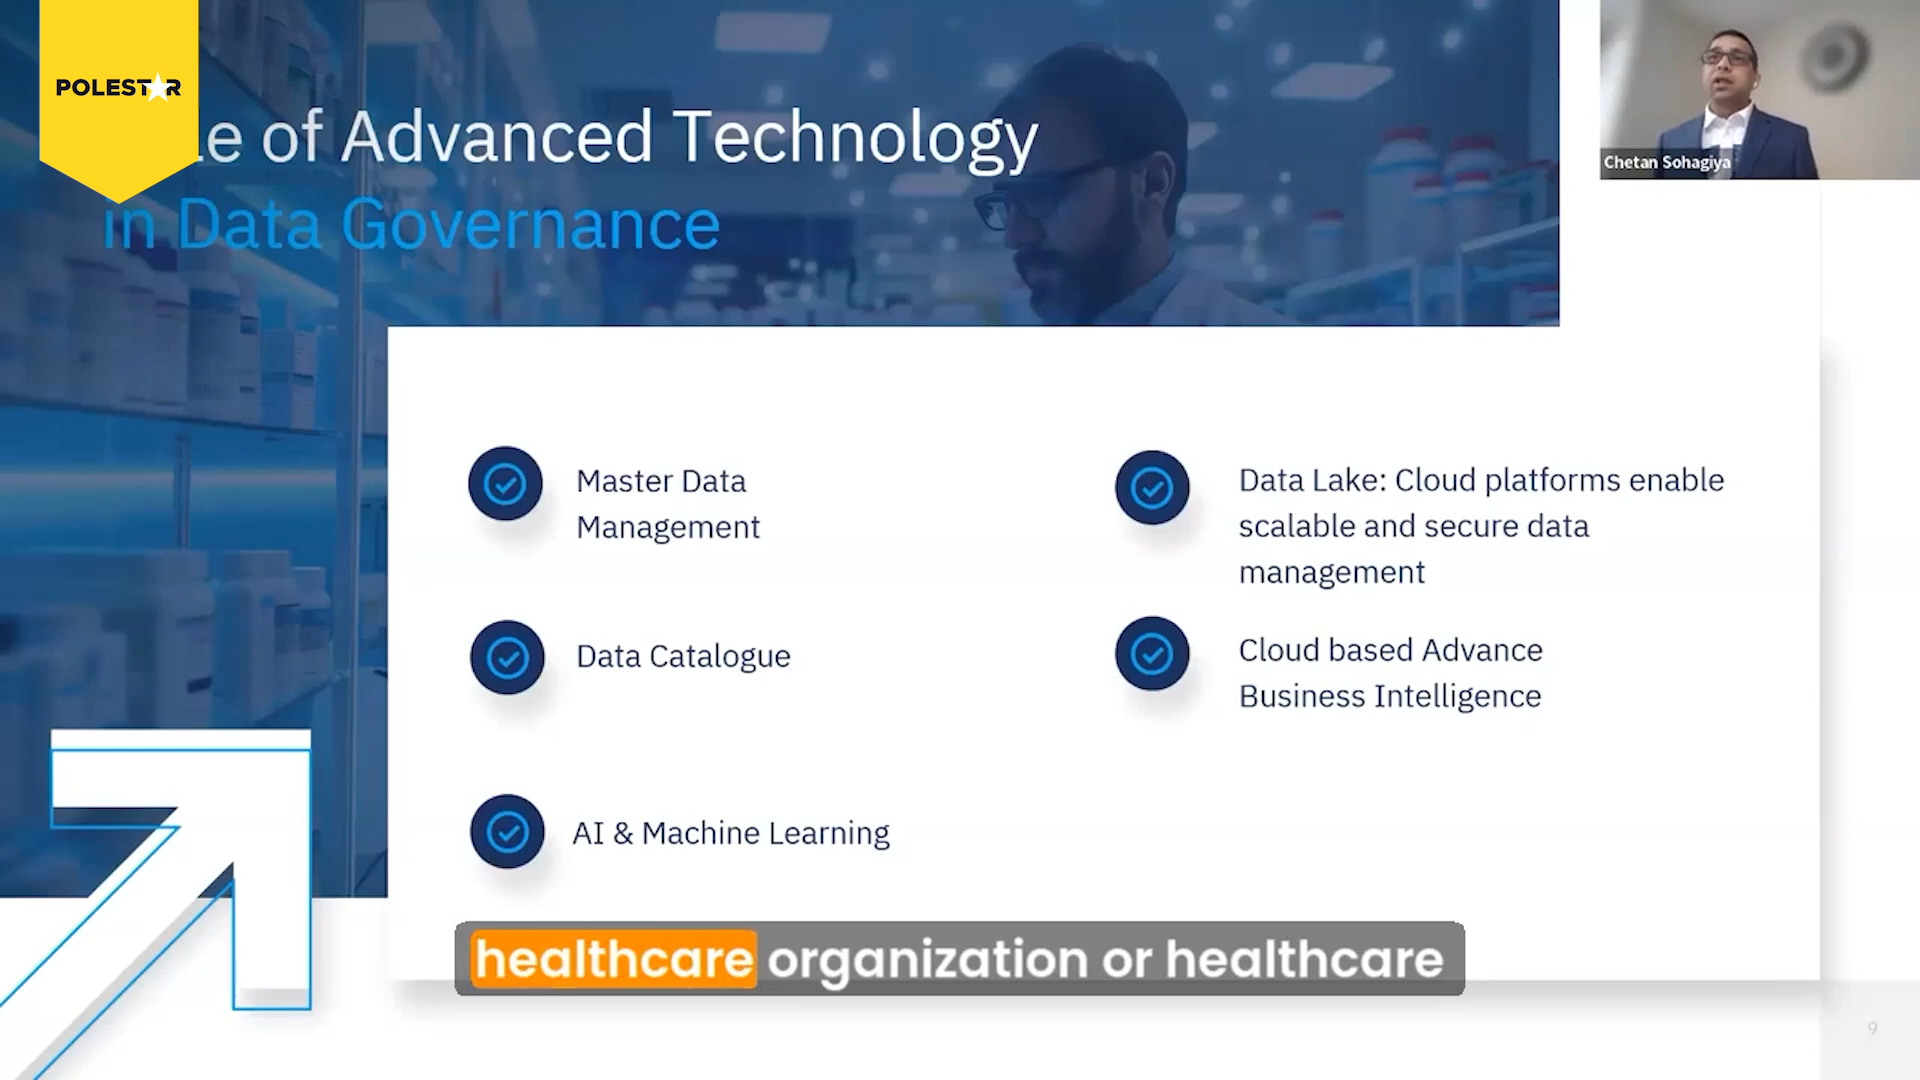 POLESTAR
le of Advanced Technology
in Data Governance
Chetan Sohagiya
Master Data
Management
Data Catalogue
AI & Machine Learning
Data Lake: Cloud platforms enable
scalable and secure data
management
Cloud based Advance
Business Intelligence
healthcare organization or healthcare
9